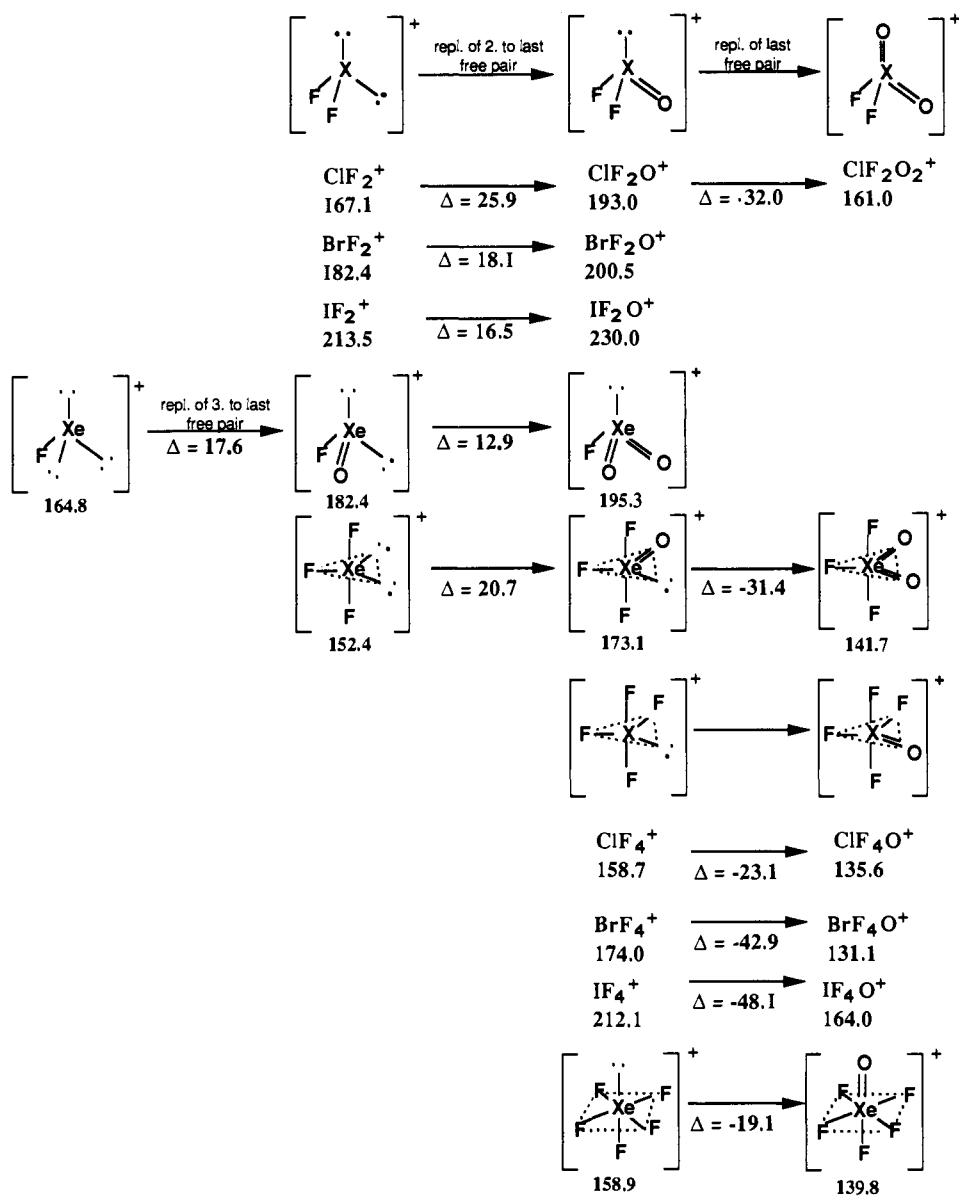 + + +
X repl. of 2. to last free pair X repl. of last free pair O X O
F F F F O F F
ClF2+ ClF2O+ ClF2O2+
I67.1 Δ = 25.9 193.0 Δ = -32.0 161.0
BrF2+ BrF2O+
I82.4 Δ = 18.I 200.5
IF2+ IF2O+
213.5 Δ = 16.5 230.0
+ + +
repl. of 3. to last free pair
F Xe Δ = 17.6 F Xe O Δ = 12.9 F Xe O O
164.8 182.4 195.3
+ + +
F F Xe F Δ = 20.7 F F Xe O F Δ = -31.4 F F Xe O O F
152.4 173.1 141.7
+ +
F F F X F F F F X O F
ClF4+ ClF4O+
158.7 Δ = -23.1 135.6
BrF4+ BrF4O+
174.0 Δ = -42.9 131.1
IF4+ IF4O+
212.1 Δ = -48.I 164.0
+ +
F F Xe F F F Δ = -19.1 O F F Xe F F F
158.9 139.8